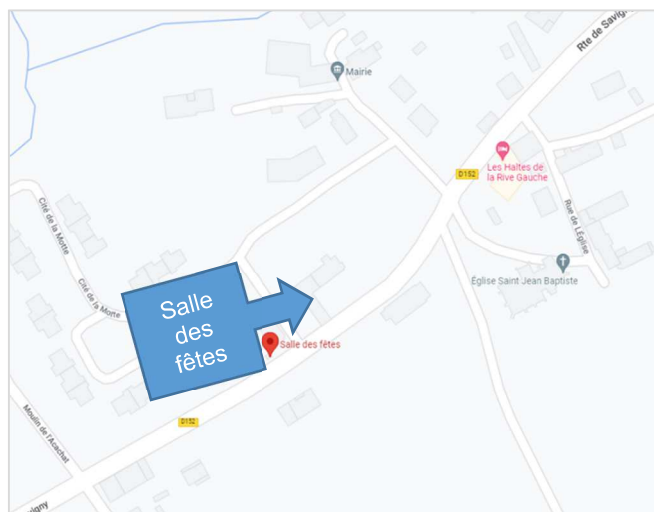 Rte de Savign
Mairie
D152
Les Haltes de
la Rive Gauche
Rue de L'Église
Église Saint Jean Baptiste
Cité de la Motte
Cité de la Motte
Salle
des
fêtes
Salle des fêtes
D152
Moulin de l'Acachat
vigny